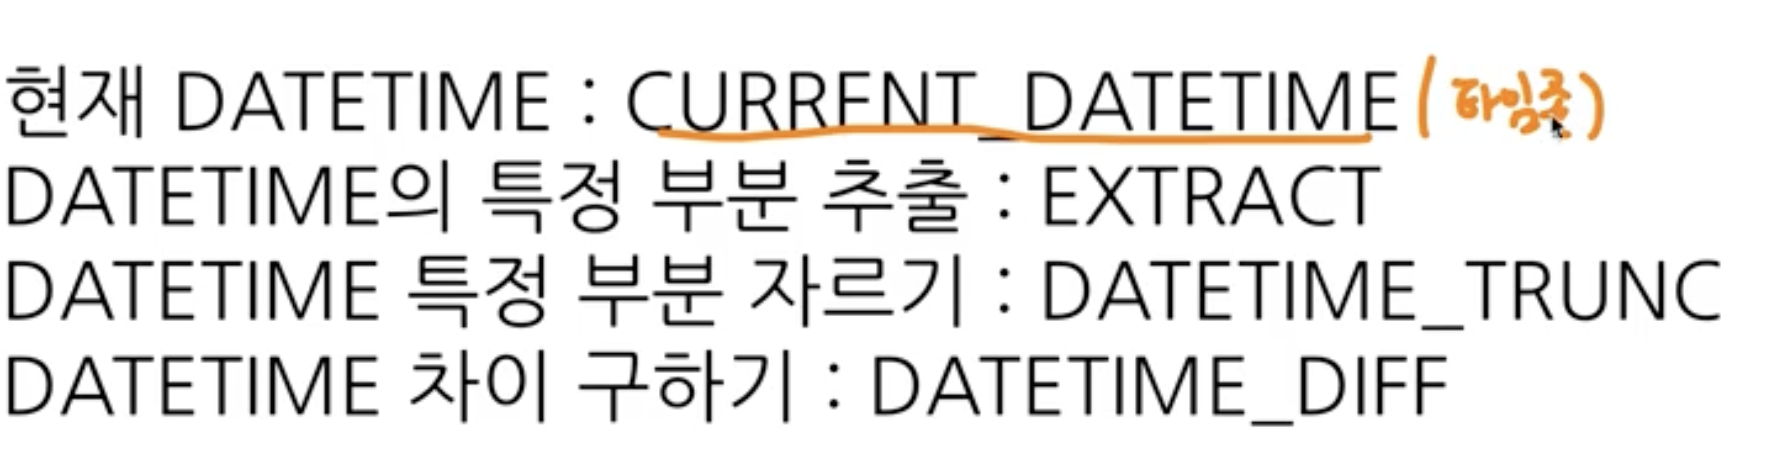 현재 DATETIME : CURRENT_DATETIME (타임존)
DATETIME의 특정 부분 추출 : EXTRACT
DATETIME 특정 부분 자르기 : DATETIME_TRUNC
DATETIME 차이 구하기 : DATETIME_DIFF